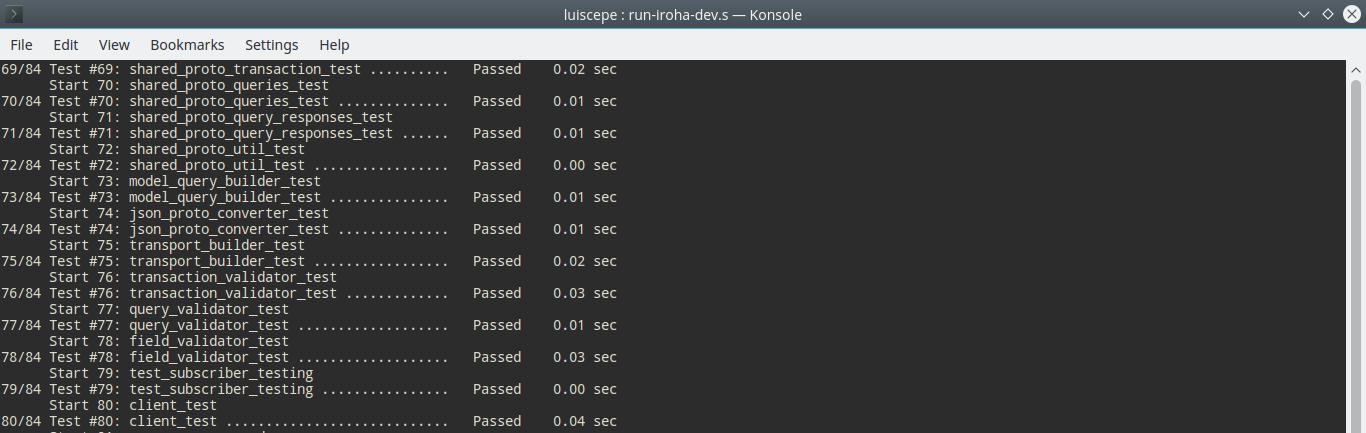 luiscepe : run-iroha-dev.s — Konsole
File Edit View Bookmarks Settings Help
69/84 Test #69: shared_proto_transaction_test ..........   Passed    0.02 sec
      Start 70: shared_proto_queries_test
70/84 Test #70: shared_proto_queries_test ..............   Passed    0.01 sec
      Start 71: shared_proto_query_responses_test
71/84 Test #71: shared_proto_query_responses_test ......   Passed    0.01 sec
      Start 72: shared_proto_util_test
72/84 Test #72: shared_proto_util_test .................   Passed    0.00 sec
      Start 73: model_query_builder_test
73/84 Test #73: model_query_builder_test ...............   Passed    0.01 sec
      Start 74: json_proto_converter_test
74/84 Test #74: json_proto_converter_test ..............   Passed    0.01 sec
      Start 75: transport_builder_test
75/84 Test #75: transport_builder_test .................   Passed    0.02 sec
      Start 76: transaction_validator_test
76/84 Test #76: transaction_validator_test .............   Passed    0.03 sec
      Start 77: query_validator_test
77/84 Test #77: query_validator_test ...................   Passed    0.01 sec
      Start 78: field_validator_test
78/84 Test #78: field_validator_test ...................   Passed    0.03 sec
      Start 79: test_subscriber_testing
79/84 Test #79: test_subscriber_testing ................   Passed    0.00 sec
      Start 80: client_test
80/84 Test #80: client_test ............................   Passed    0.04 sec